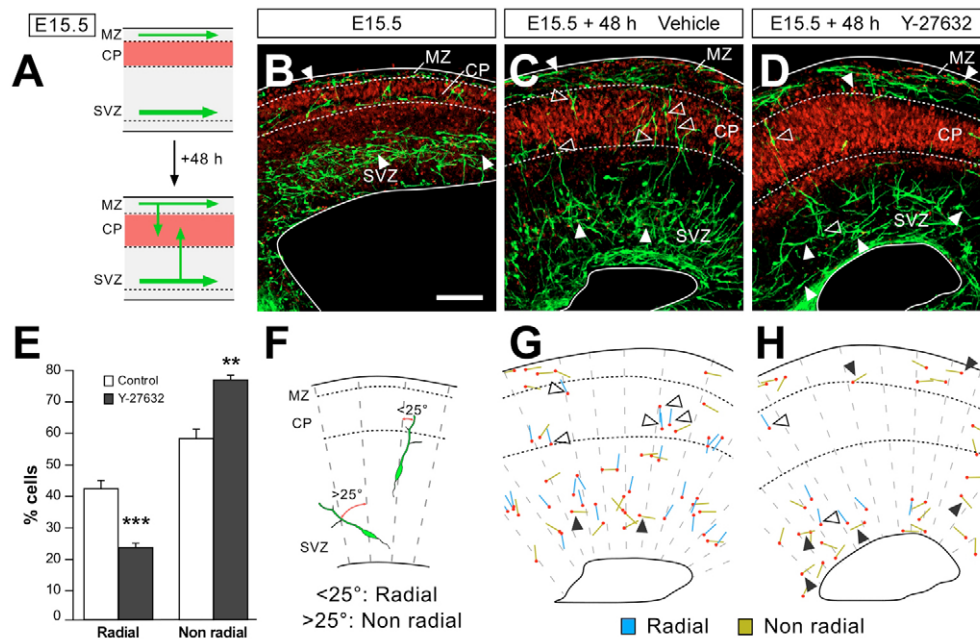 E15.5
A
MZ
CP
SVZ
+48 h
MZ
CP
SVZ
E15.5
B
MZ
CP
SVZ
E15.5 + 48 h Vehicle
C
MZ
CP
SVZ
E15.5 + 48 h Y-27632
D
MZ
CP
SVZ
E
% cells
80
70
60
50
40
30
20
10
0
Control
Y-27632
***
**
Radial
Non radial
F
MZ
CP
SVZ
<25°
>25°
<25°: Radial
>25°: Non radial
G
H
Radial
Non radial